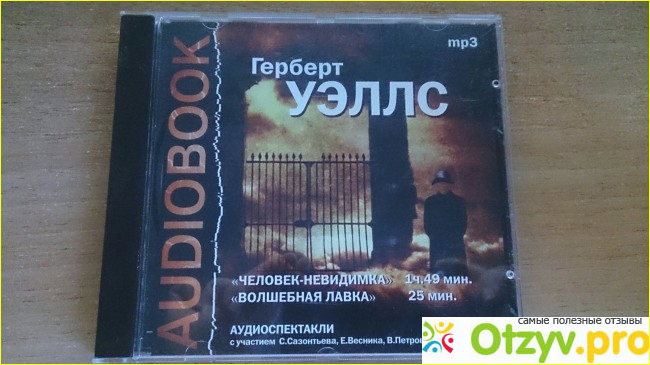 AUDIOBOOK
mp3
Герберт
УЭЛЛС
«ЧЕЛОВЕК-НЕВИДИМКА» 1ч.49 мин.
«ВОЛШЕБНАЯ ЛАВКА» 25 мин.
АУДИОСПЕКТАКЛИ
с участием С.Сазонтьева, Е.Весника, В.Петро
самые полезные отзывы
Otzyv.pro